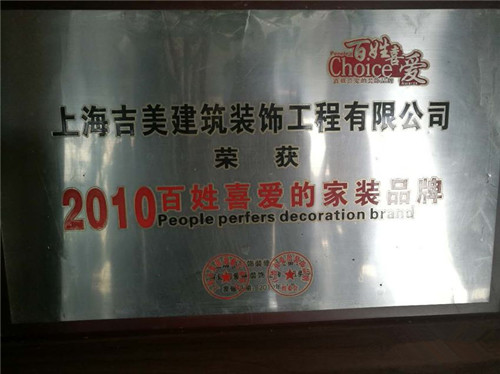 百姓喜爱
Choice
上海吉美建筑装饰工程有限公司
荣获
2010百姓喜爱的家装品牌
People perfers decoration brand